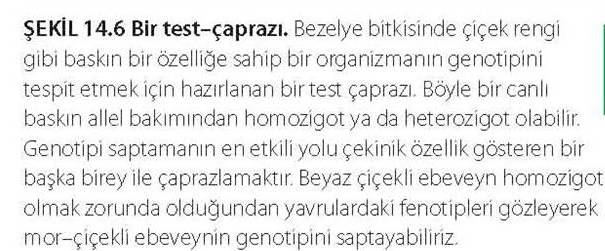 ŞEKİL 14.6 Bir test–çaprazı. Bezelye bitkisinde çiçek rengi
gibi baskın bir özelliğe sahip bir organizmanın genotipini
tespit etmek için hazırlanan bir test çaprazı. Böyle bir canlı
baskın allel bakımından homozigot ya da heterozigot olabilir.
Genotipi saptamanın en etkili yolu çekinik özellik gösteren bir
başka birey ile çaprazlamaktır. Beyaz çiçekli ebeveyn homozigot
olmak zorunda olduğundan yavrulardaki fenotipleri gözleyerek
mor–çiçekli ebeveynin genotipini saptayabiliriz.